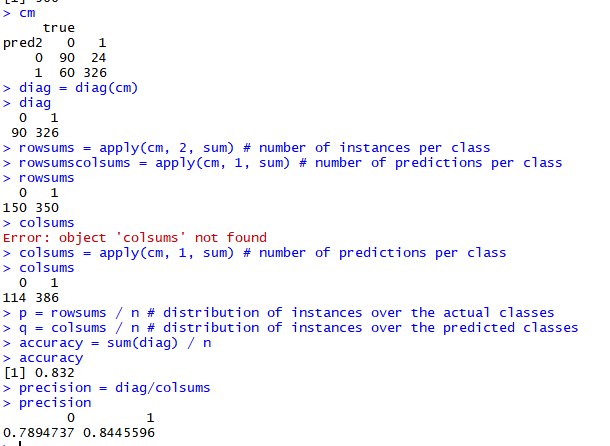 > cm
true
pred2 0 1
0 90 24
1 60 326
> diag = diag(cm)
> diag
0 1
90 326
> rowsums = apply(cm, 2, sum) # number of instances per class
> rowsumscolsums = apply(cm, 1, sum) # number of predictions per class
> rowsums
0 1
150 350
> colsums
Error: object 'colsums' not found
> colsums = apply(cm, 1, sum) # number of predictions per class
> colsums
0 1
114 386
> p = rowsums / n # distribution of instances over the actual classes
> q = colsums / n # distribution of instances over the predicted classes
> accuracy = sum(diag) / n
> accuracy
[1] 0.832
> precision = diag/colsums
> precision
0 1
0.7894737 0.8445596